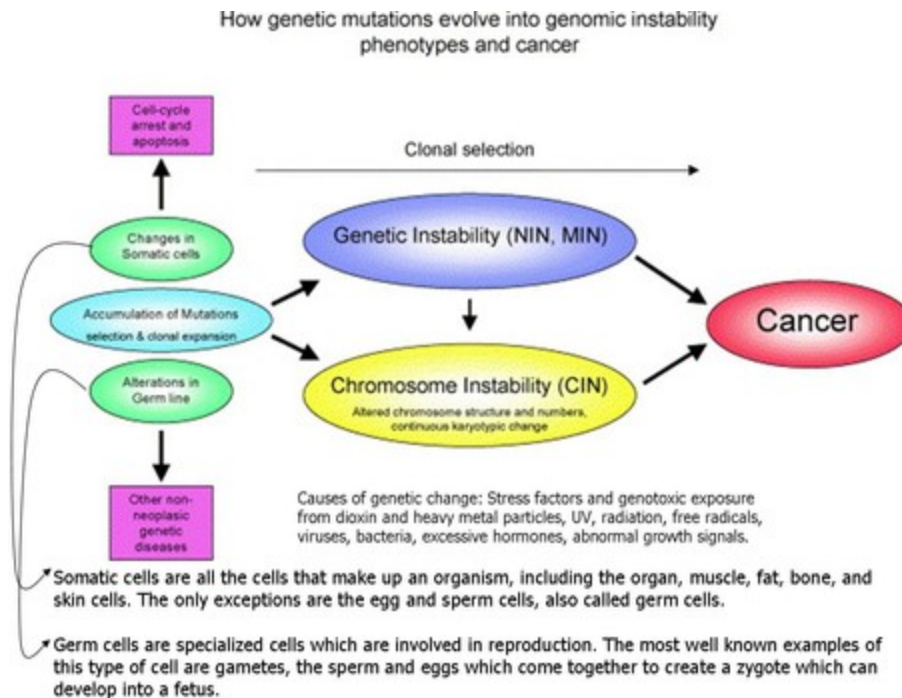 How genetic mutations evolve into genomic instability
phenotypes and cancer
Cell-cycle
arrest and
apoptosis
Clonal selection
Changes in
Somatic cells
Genetic Instability (NIN, MIN)
Accumulation of Mutations
selection & clonal expansion
Cancer
Alterations in
Germ line
Chromosome Instability (CIN)
Altered chromosome structure and numbers,
continuous karyotypic change
Other non-
neoplasic
genetic
diseases
Causes of genetic change: Stress factors and genotoxic exposure
from dioxin and heavy metal particles, UV, radiation, free radicals,
viruses, bacteria, excessive hormones, abnormal growth signals.
Somatic cells are all the cells that make up an organism, including the organ, muscle, fat, bone, and
skin cells. The only exceptions are the egg and sperm cells, also called germ cells.
Germ cells are specialized cells which are involved in reproduction. The most well known examples of
this type of cell are gametes, the sperm and eggs which come together to create a zygote which can
develop into a fetus.